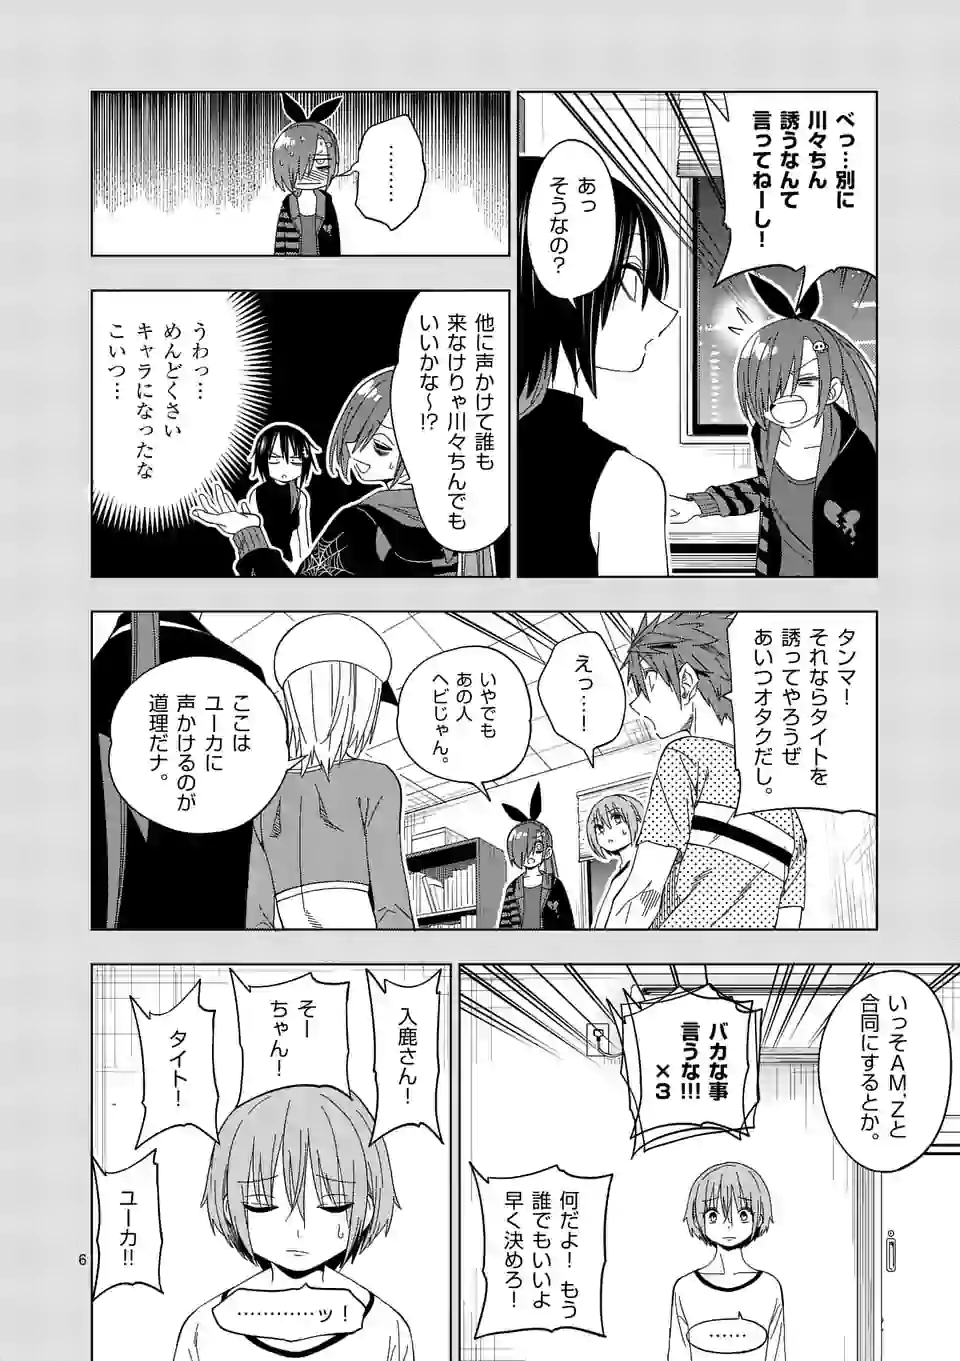 べっ…別に
川々ちん
誘うなんて
言ってねーし！
あっ
そうなの？
………
他に声かけて誰も
来なけりゃ川々ちんでも
いいかな～!?
うわっ…
めんどくさい
キャラになったな
こいつ…
タンマ！
それならタイトを
誘ってやろうぜ
あいつオタクだし。
えっ…！
いやでも
あの人
ヘビじゃん。
ここは
ユーカに
声かけるのが
道理だナ。
いっそAM,Zと
合同にするとか。
バカな事
言うな!!!
×3
何だよ！もう
誰でもいいよ
早く決めろ！
……
入鹿さん！
そー
ちゃん！
タイト！
ユーカ!!
…………ッ！
6